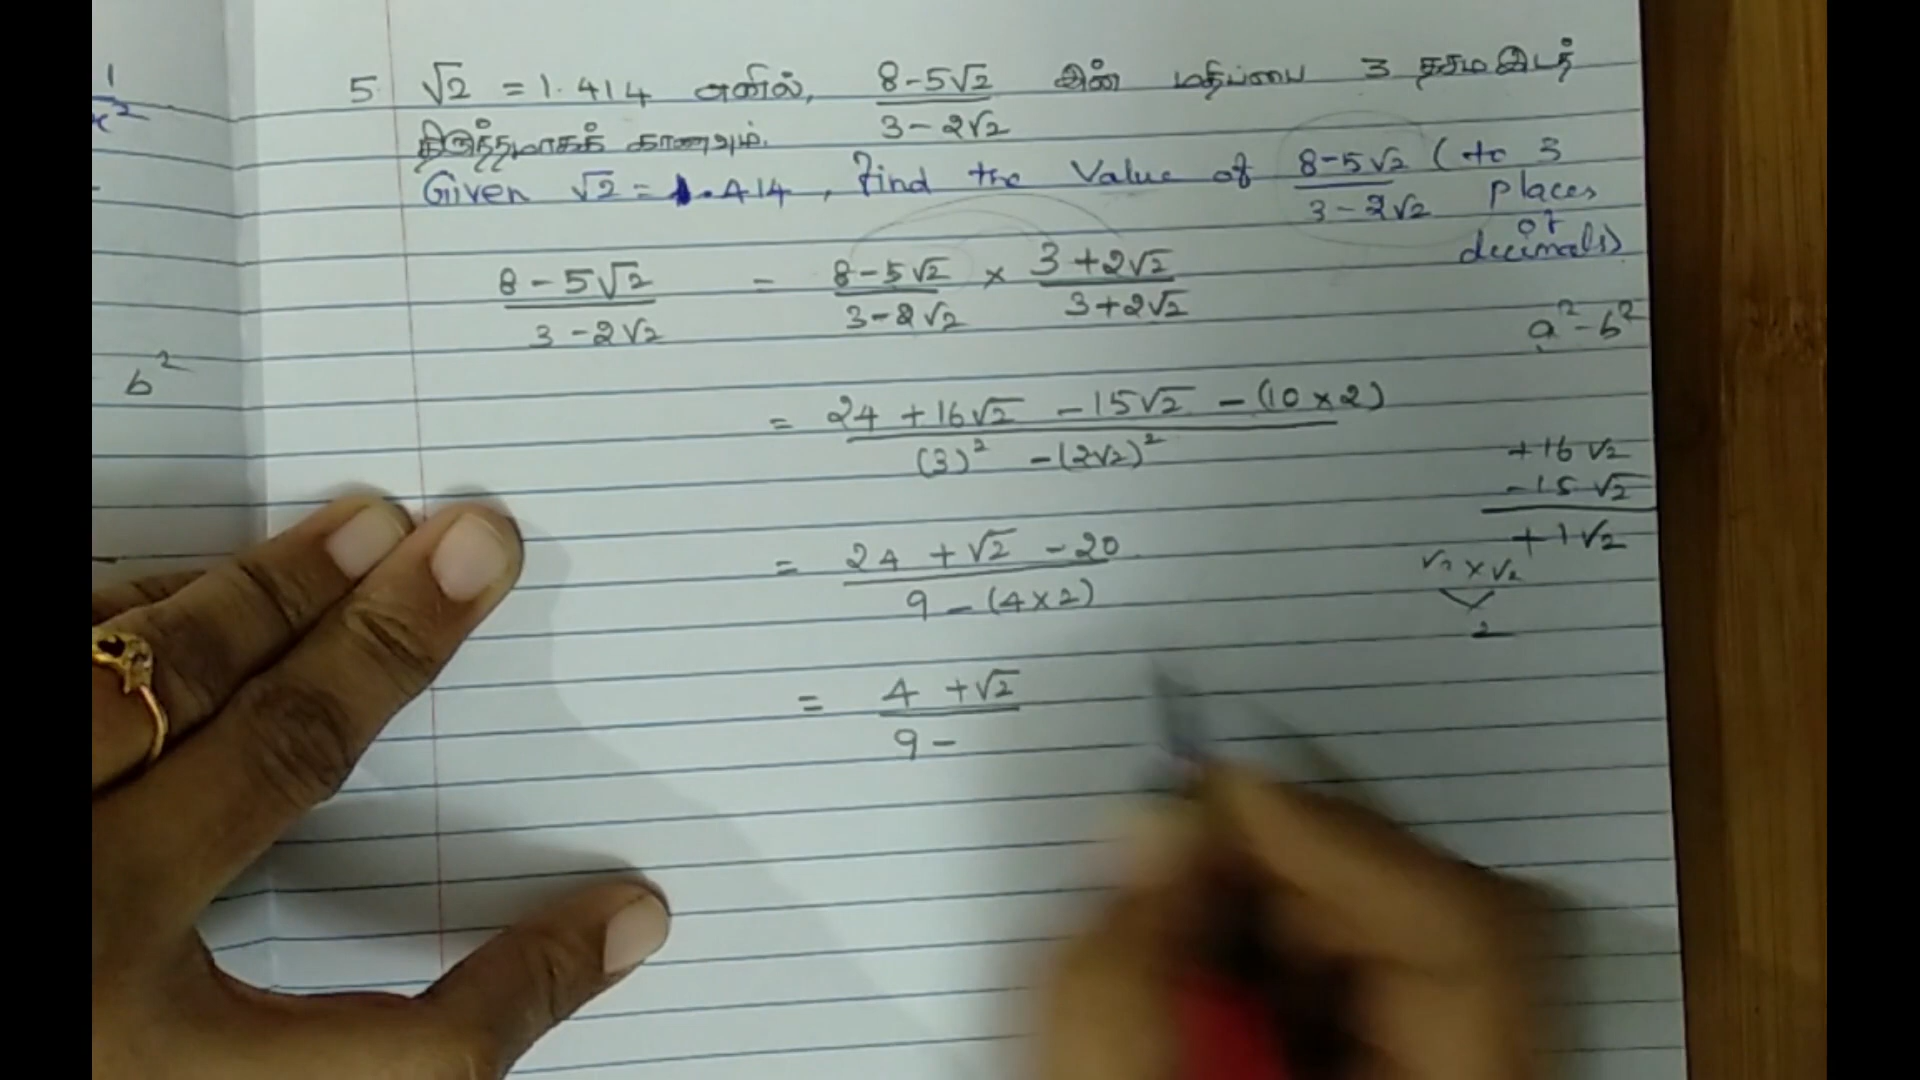 1
x²
b²
5. √2 = 1.414 எனில், (8-5√2)/(3-2√2) இன் மதிப்பை 3 தசம இடத்
திருத்தமாகக் காணவும்.
Given √2 = 1.414, Find the value of (8-5√2)/(3-2√2) (to 3 places of decimals)
(8-5√2)/(3-2√2) = (8-5√2)/(3-2√2) × (3+2√2)/(3+2√2)
a²-b²
= (24 +16√2 -15√2 -(10×2))/((3)² -(2√2)²)
+16√2
-15√2
+1√2
= (24 +√2 -20)/(9-(4×2))
√2 × √2
2
= (4 +√2)/(9 -